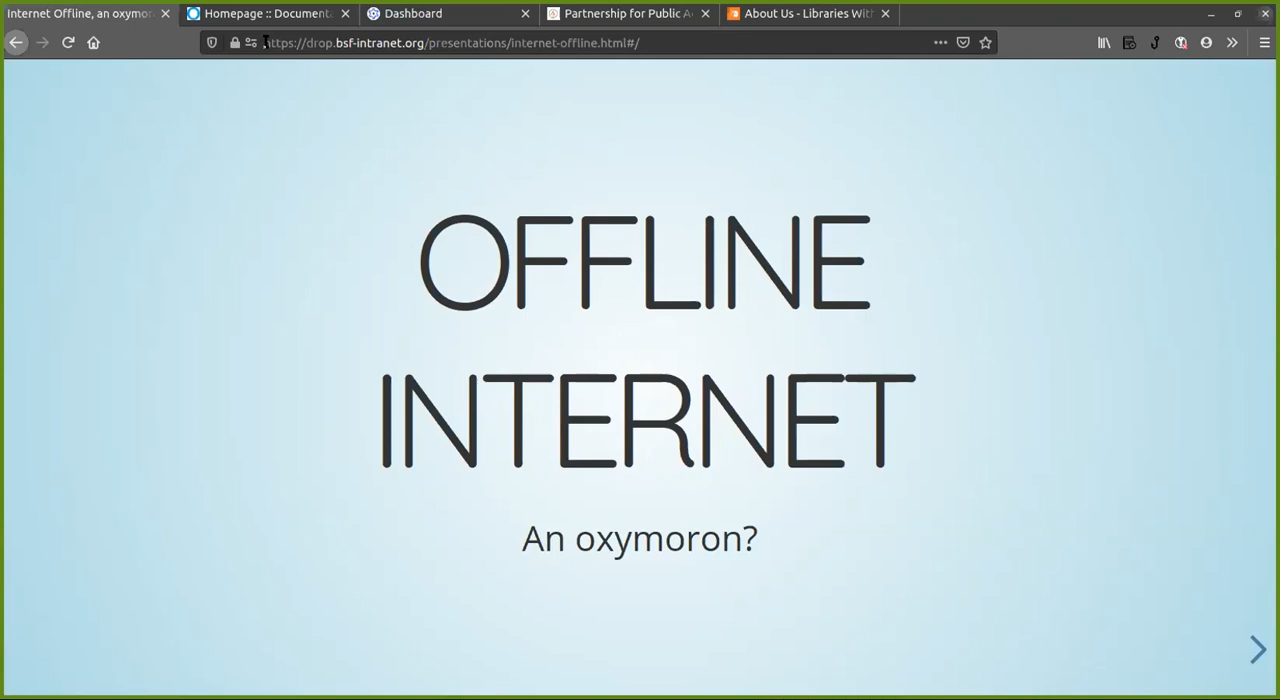 Internet Offline, an oxymor
Homepage :: Document
Dashboard
Partnership for Public A
About Us - Libraries Wit
https://drop.bsf-intranet.org/presentations/internet-offline.html#/
OFFLINE
INTERNET
An oxymoron?